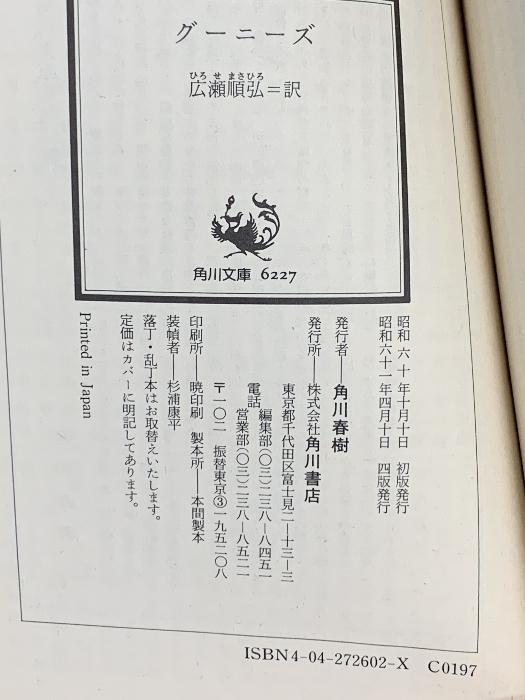 グーニーズ
ひろせまさひろ
広瀬順弘=訳
角川文庫 6227
昭和六十年十月十日 初版発行
昭和六十一年四月十日 四版発行
発行者——角川春樹
発行所——株式会社角川書店
東京都千代田区富士見二—十三—三
編集部(〇三)二三八—八四五一
電話
営業部(〇三)二三八—八五二一
〒一〇二 振替東京③一九五二〇八
印刷所——暁印刷 製本所——本間製本
装幀者——杉浦康平
落丁・乱丁本はお取替えいたします。
定価はカバーに明記してあります。
Printed in Japan
ISBN4-04-272602-X C0197